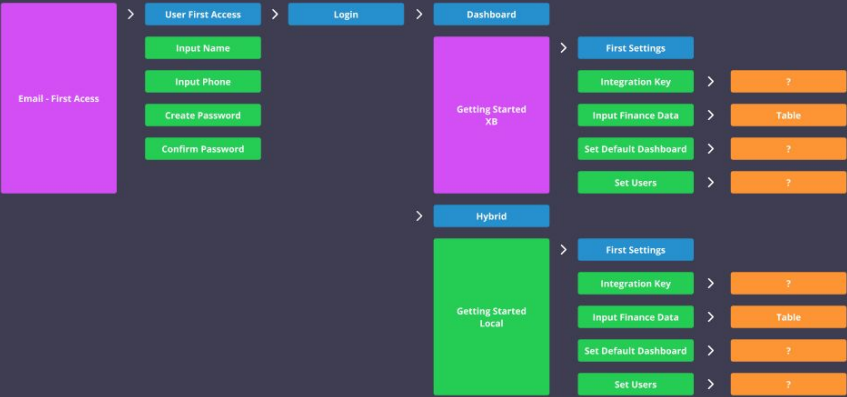 User First Access
Login
Dashboard
Input Name
First Settings
Input Phone
Integration Key
?
Email - First Acess
Getting Started
XB
Create Password
Input Finance Data
Table
Confirm Password
Set Default Dashboard
?
Set Users
?
Hybrid
First Settings
Integration Key
?
Getting Started
Local
Input Finance Data
Table
Set Default Dashboard
?
Set Users
?